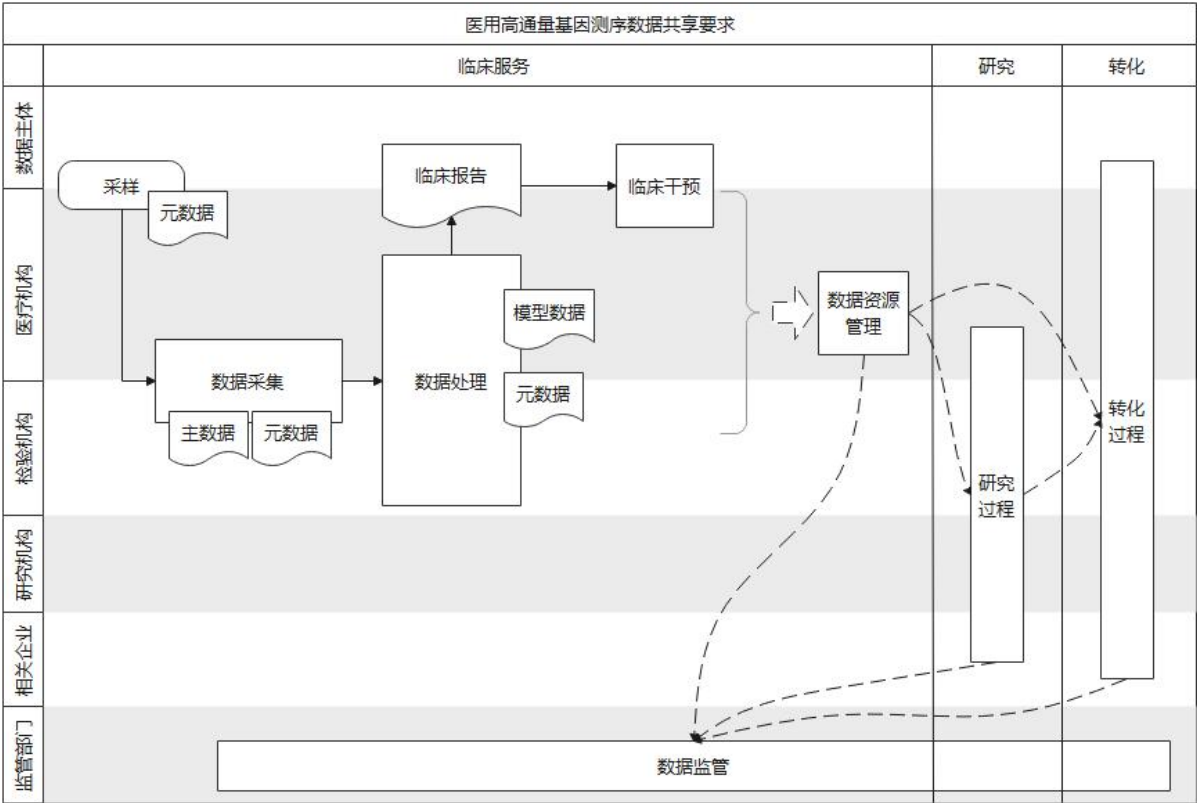 医用高通量基因测序数据共享要求
临床服务
研究
转化
数据主体
采样
元数据
临床报告
临床干预
医疗机构
模型数据
数据资源
管理
数据采集
数据处理
元数据
主数据
元数据
检验机构
转化
过程
研究
过程
研究机构
相关企业
监管部门
数据监管